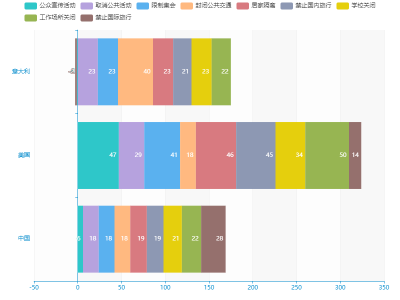 公众宣传活动 取消公共活动 限制集会 封闭公共交通 居家隔离 禁止国内旅行 学校关闭
工作场所关闭 禁止国际旅行
意大利
23 23 40 23 21 23 22
美国
47 29 41 18 46 45 34 50 14
中国
6 18 18 18 19 19 21 22 28
-50 0 50 100 150 200 250 300 350